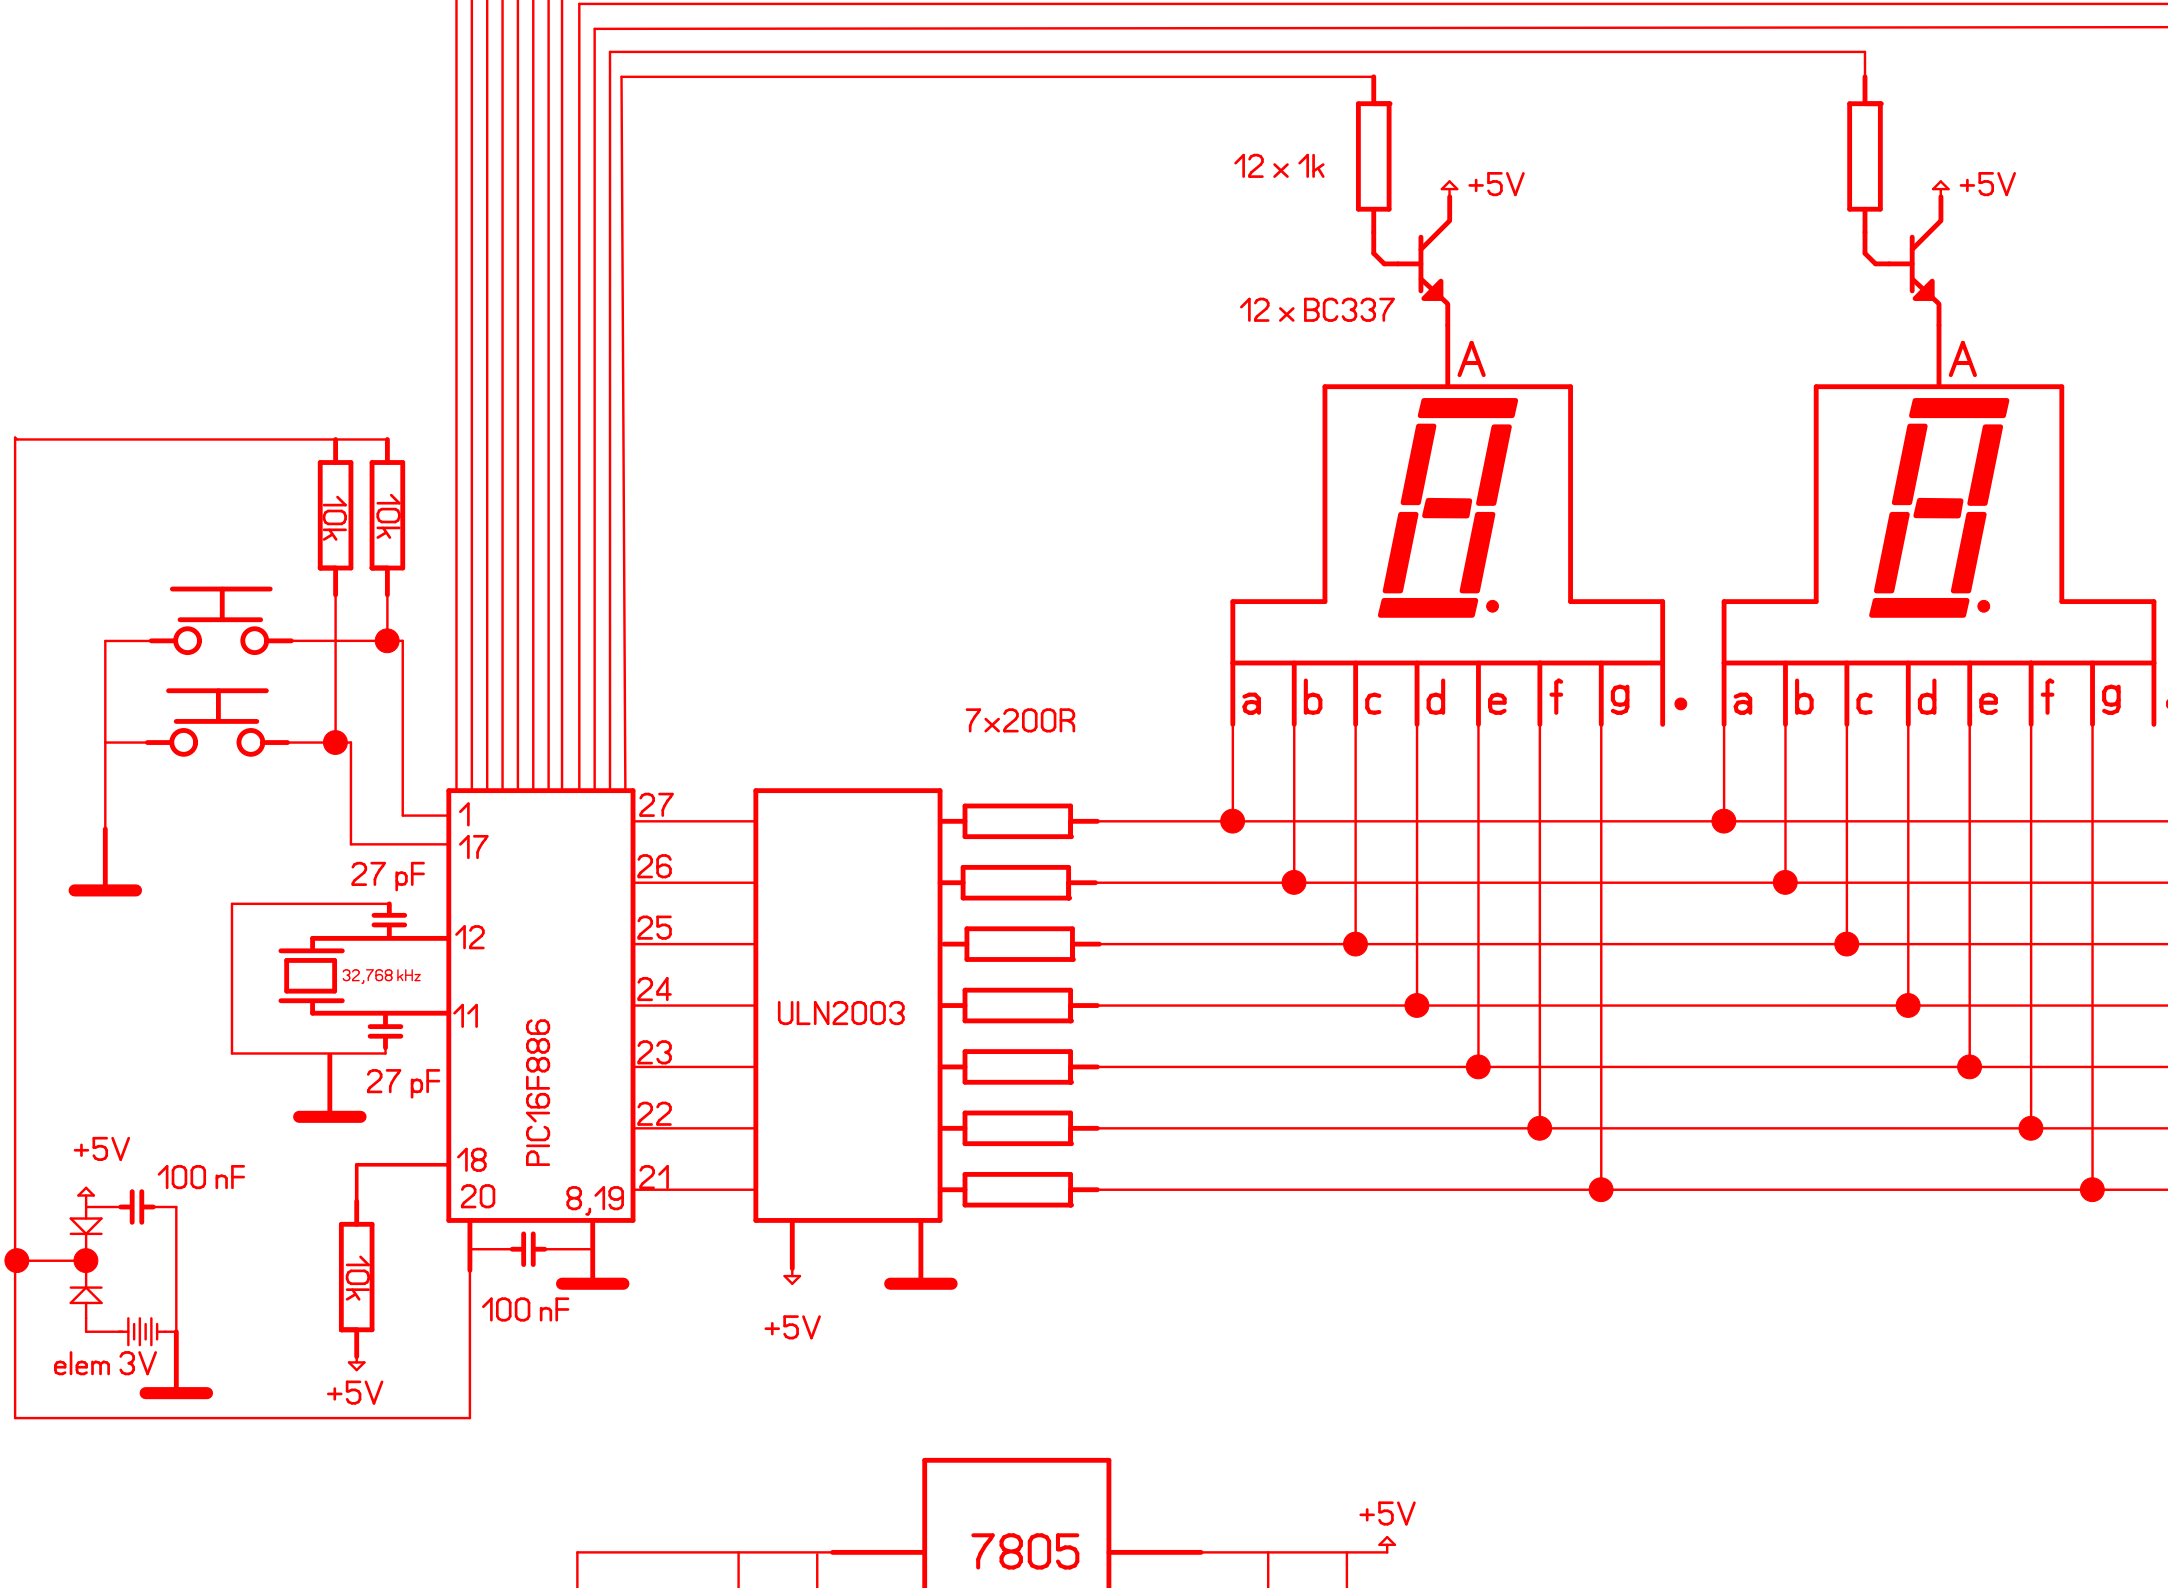 12 x 1k
+5V
+5V
12 x BC337
A
A
10k
10k
a b c d e f g .
a b c d e f g .
7x200R
1
17
27 pF
12
32,768 kHz
11
27 pF
PIC16F886
18
20
8,19
27
26
25
24
23
22
21
ULN2003
+5V
100 nF
10k
100 nF
+5V
elem 3V
+5V
7805
+5V